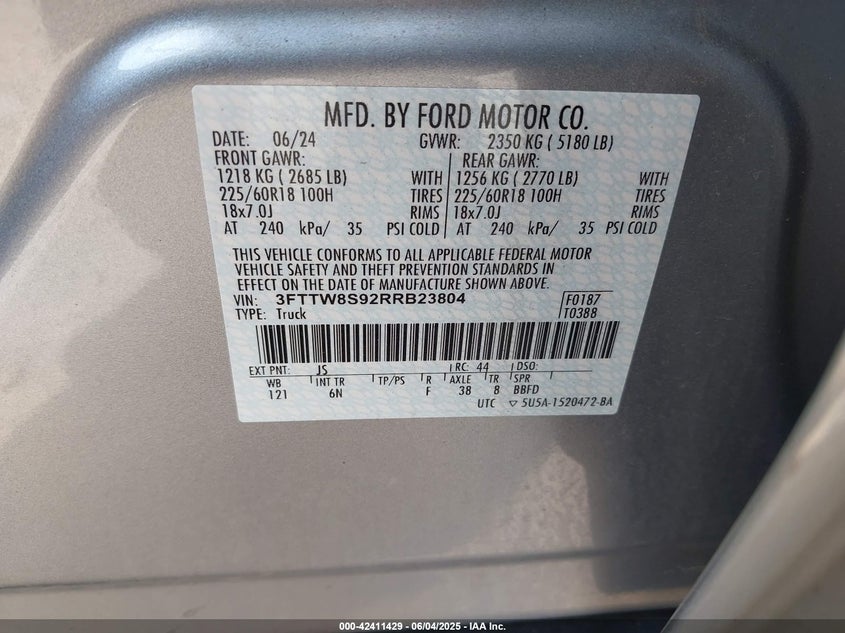 MFD. BY FORD MOTOR CO.
DATE: 06/24 GVWR: 2350 KG ( 5180 LB)
FRONT GAWR: REAR GAWR:
1218 KG ( 2685 LB) WITH 1256 KG ( 2770 LB) WITH
225/60R18 100H TIRES 225/60R18 100H TIRES
18x7.0J RIMS 18x7.0J RIMS
AT 240 kPa/ 35 PSI COLD AT 240 kPa/ 35 PSI COLD
THIS VEHICLE CONFORMS TO ALL APPLICABLE FEDERAL MOTOR
VEHICLE SAFETY AND THEFT PREVENTION STANDARDS IN
EFFECT ON THE DATE OF MANUFACTURE SHOWN ABOVE.
VIN: 3FTTW8S92RRB23804 F0187
TYPE: Truck T0388
EXT PNT: JS RC: 44 DSO:
WB INT TR TP/PS R AXLE TR SPR
121 6N F 38 8 BBFD
UTC ▽ 5U5A-1520472-BA
000-42411429 - 06/04/2025 - IAA Inc.